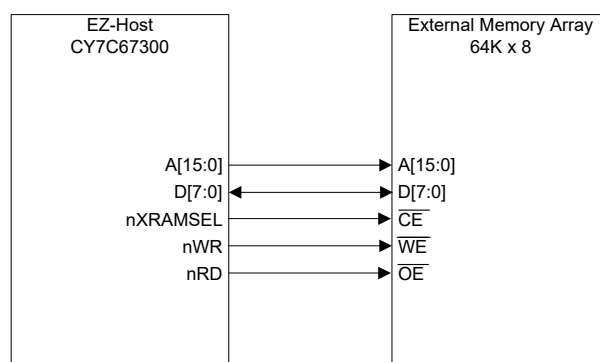 EZ-Host
CY7C67300
External Memory Array
64K x 8
A[15:0]
A[15:0]
D[7:0]
D[7:0]
nXRAMSEL
CE
nWR
WE
nRD
OE